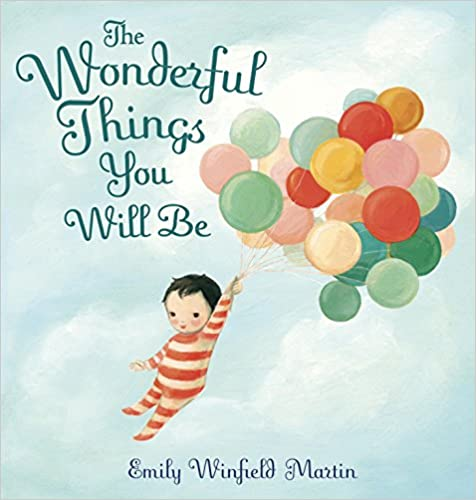 The
Wonderful
Things
You
Will Be
Emily Winfield Martin